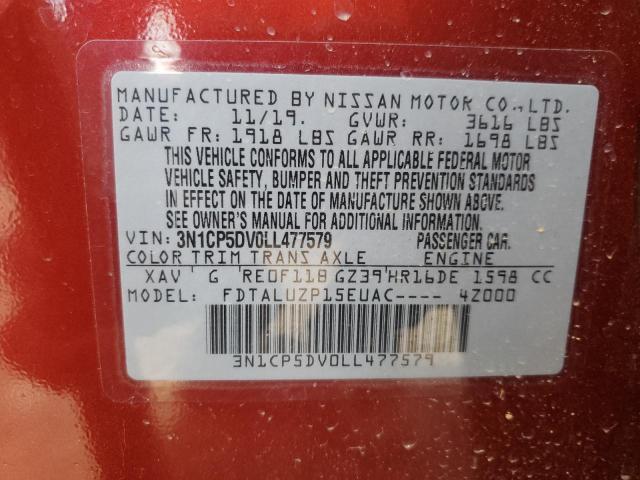 MANUFACTURED BY NISSAN MOTOR CO., LTD.
DATE: 11/19. GVWR: 3616 LBS
GAWR FR: 1918 LBS GAWR RR: 1698 LBS
THIS VEHICLE CONFORMS TO ALL APPLICABLE FEDERAL MOTOR
VEHICLE SAFETY, BUMPER AND THEFT PREVENTION STANDARDS
IN EFFECT ON THE DATE OF MANUFACTURE SHOWN ABOVE.
SEE OWNER'S MANUAL FOR ADDITIONAL INFORMATION.
VIN: 3N1CP5DV0LL477579 PASSENGER CAR.
COLOR TRIM TRANS AXLE ENGINE
XAV G RE0F11B GZ39 HR16DE 1598 CC
MODEL: FDTALUZP15EUAC---- 4Z000
3N1CP5DV0LL477579